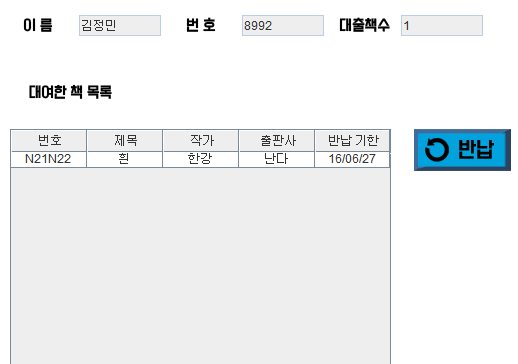 이 름 김정민 번 호 8992 대출책수 1
대여한 책 목록
번호 제목 작가 출판사 반납 기한
N21N22 흰 한강 난다 16/06/27
반납